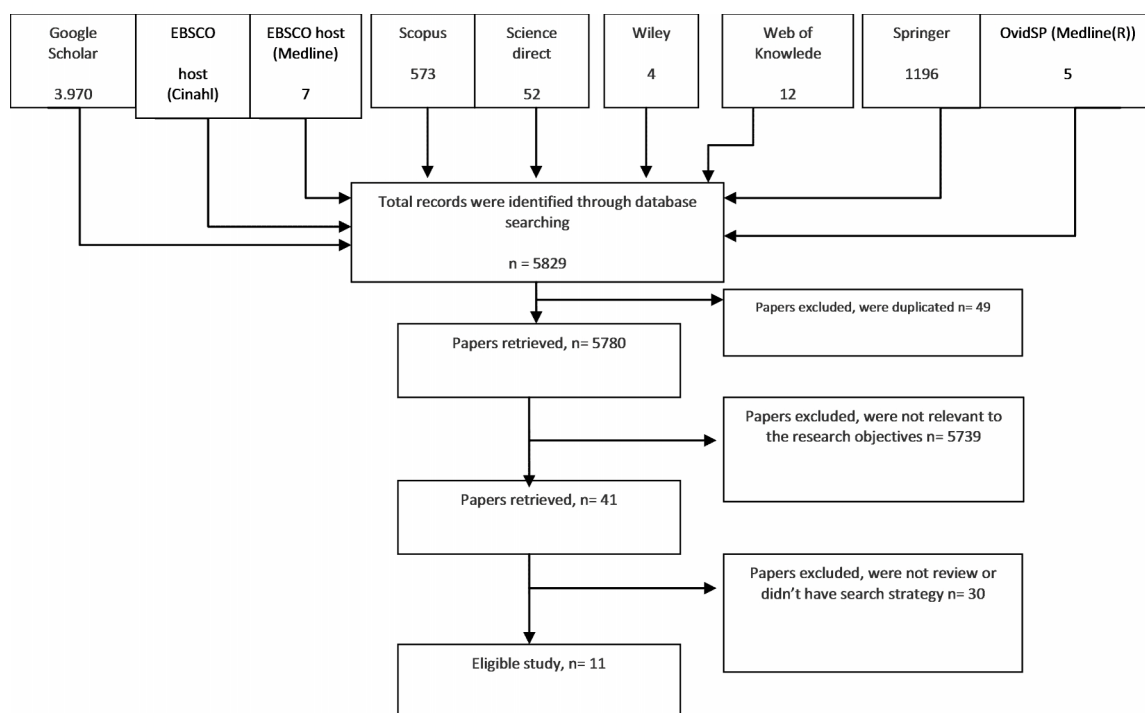 Google
Scholar
3.970
EBSCO
host
(Cinahl)
EBSCO host
(Medline)
7
Scopus
573
Science
direct
52
Wiley
4
Web of
Knowlede
12
Springer
1196
OvidSP (Medline(R))
5
Total records were identified through database
searching
n = 5829
Papers excluded, were duplicated n= 49
Papers retrieved, n= 5780
Papers excluded, were not relevant to
the research objectives n= 5739
Papers retrieved, n= 41
Papers excluded, were not review or
didn’t have search strategy n= 30
Eligible study, n= 11